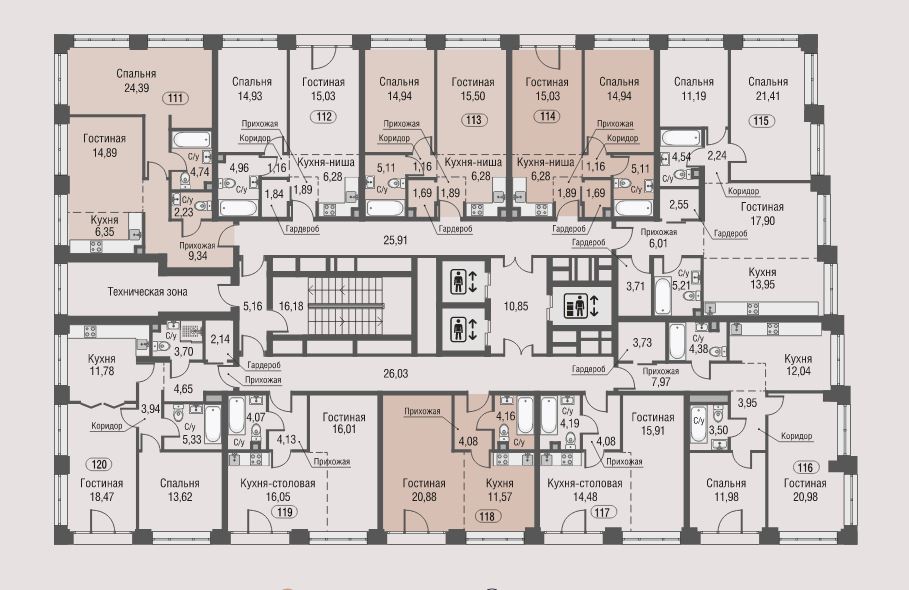 Спальня
24,39
111
Гостиная
14,89
С/у
4,74
С/у
2,23
Кухня
6,35
Прихожая
9,34
Спальня
14,93
Гостиная
15,03
112
Прихожая
Коридор
4,96
С/у
1,16
Кухня-ниша
6,28
1,84
1,89
Гардероб
Спальня
14,94
Гостиная
15,50
113
Прихожая
Коридор
5,11
С/у
1,16
Кухня-ниша
6,28
1,69
1,89
Гардероб
Гостиная
15,03
114
Спальня
14,94
Прихожая
Коридор
Кухня-ниша
6,28
1,16
5,11
С/у
1,89
1,69
Гардероб
Спальня
11,19
Спальня
21,41
115
4,54
С/у
2,24
Коридор
2,55
Гостиная
17,90
Гардероб
Прихожая
6,01
3,71
С/у
5,21
Кухня
13,95
25,91
Техническая зона
5,16
16,18
10,85
26,03
Кухня
11,78
С/у
3,70
2,14
Гардероб
Прихожая
4,65
3,94
Коридор
С/у
5,33
120
Гостиная
18,47
Спальня
13,62
4,07
С/у
4,13
Гостиная
16,01
Прихожая
Кухня-столовая
16,05
119
Прихожая
4,08
4,16
С/у
Гостиная
20,88
Кухня
11,57
118
С/у
4,19
4,08
Гостиная
15,91
Прихожая
Кухня-столовая
14,48
117
3,73
Гардероб
Прихожая
7,97
С/у
4,38
Кухня
12,04
3,95
С/у
3,50
Коридор
116
Спальня
11,98
Гостиная
20,98